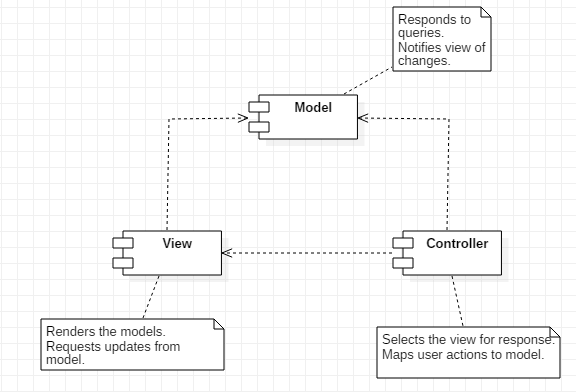 Responds to
queries.
Notifies view of
changes.
Model
View
Controller
Renders the models.
Requests updates from
model.
Selects the view for response.
Maps user actions to model.